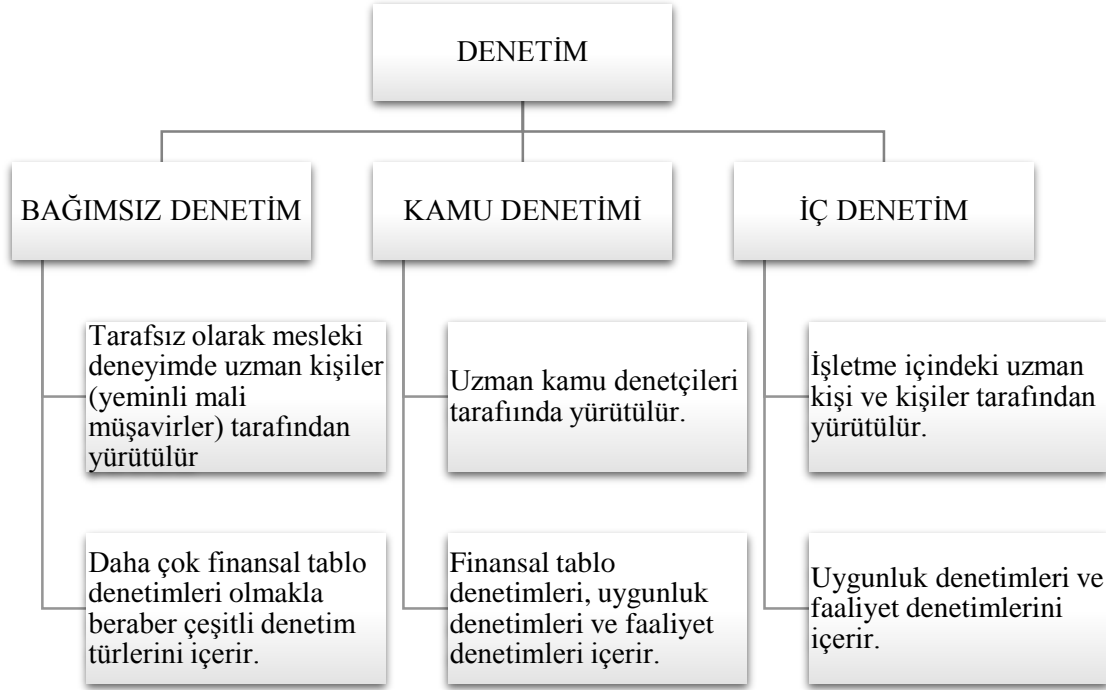 DENETİM
BAĞIMSIZ DENETİM
Tarafsız olarak mesleki
deneyimde uzman kişiler
(yeminli mali
müşavirler) tarafından
yürütülür
Daha çok finansal tablo
denetimleri olmakla
beraber çeşitli denetim
türlerini içerir.
KAMU DENETİMİ
Uzman kamu denetçileri
tarafıında yürütülür.
Finansal tablo
denetimleri, uygunluk
denetimleri ve faaliyet
denetimleri içerir.
İÇ DENETİM
İşletme içindeki uzman
kişi ve kişiler tarafından
yürütülür.
Uygunluk denetimleri ve
faaliyet denetimlerini
içerir.